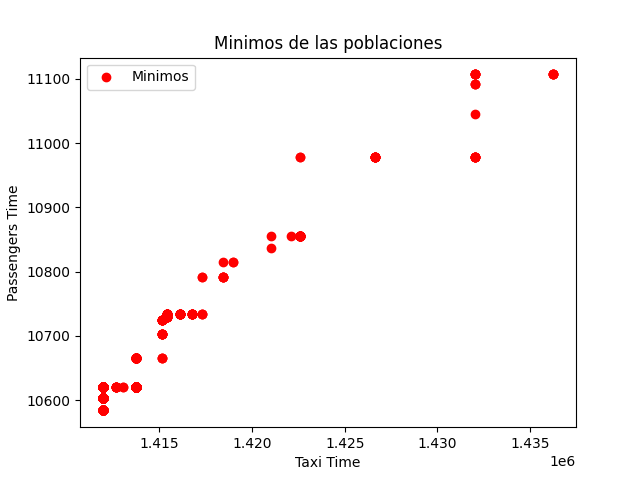 Minimos de las poblaciones
Minimos
Passengers Time
11100
11000
10900
10800
10700
10600
1.415 1.420 1.425 1.430 1.435
1e6
Taxi Time